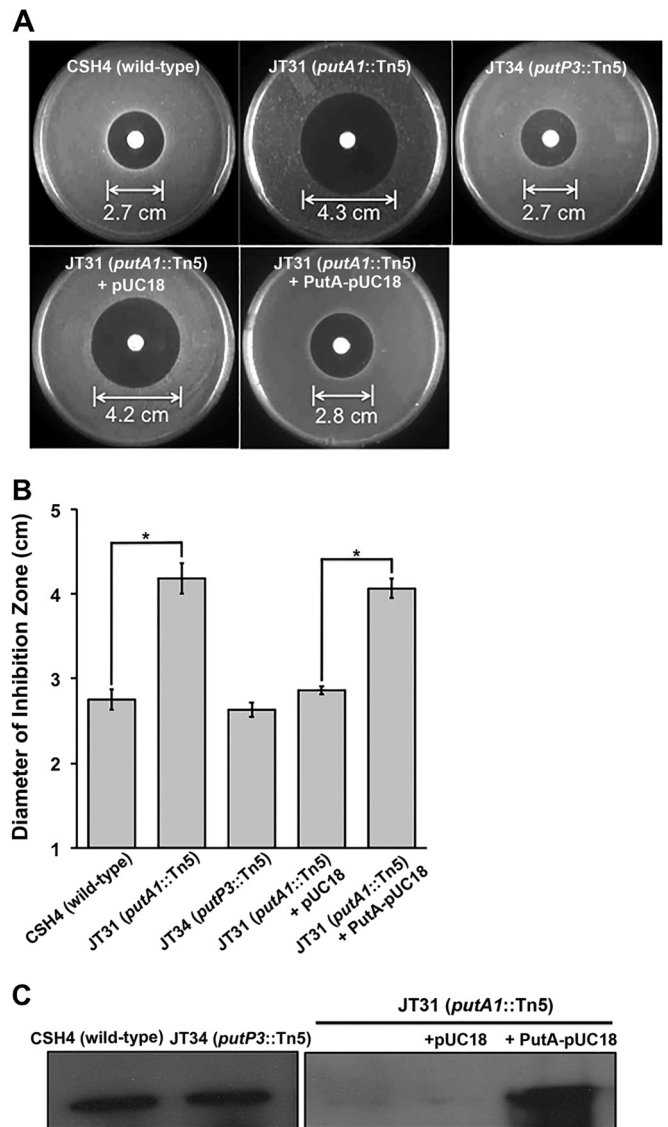 A
CSH4 (wild-type)
2.7 cm
JT31 (putA1::Tn5)
4.3 cm
JT34 (putP3::Tn5)
2.7 cm
JT31 (putA1::Tn5)
+ pUC18
4.2 cm
JT31 (putA1::Tn5)
+ PutA-pUC18
2.8 cm
B
Diameter of Inhibition Zone (cm)
5
4
3
2
1
*
*
CSH4 (wild-type)
JT31 (putA1::Tn5)
JT34 (putP3::Tn5)
JT31 (putA1::Tn5)
+ pUC18
JT31 (putA1::Tn5)
+ PutA-pUC18
C
JT31 (putA1::Tn5)
CSH4 (wild-type) JT34 (putP3::Tn5)
+pUC18 + PutA-pUC18